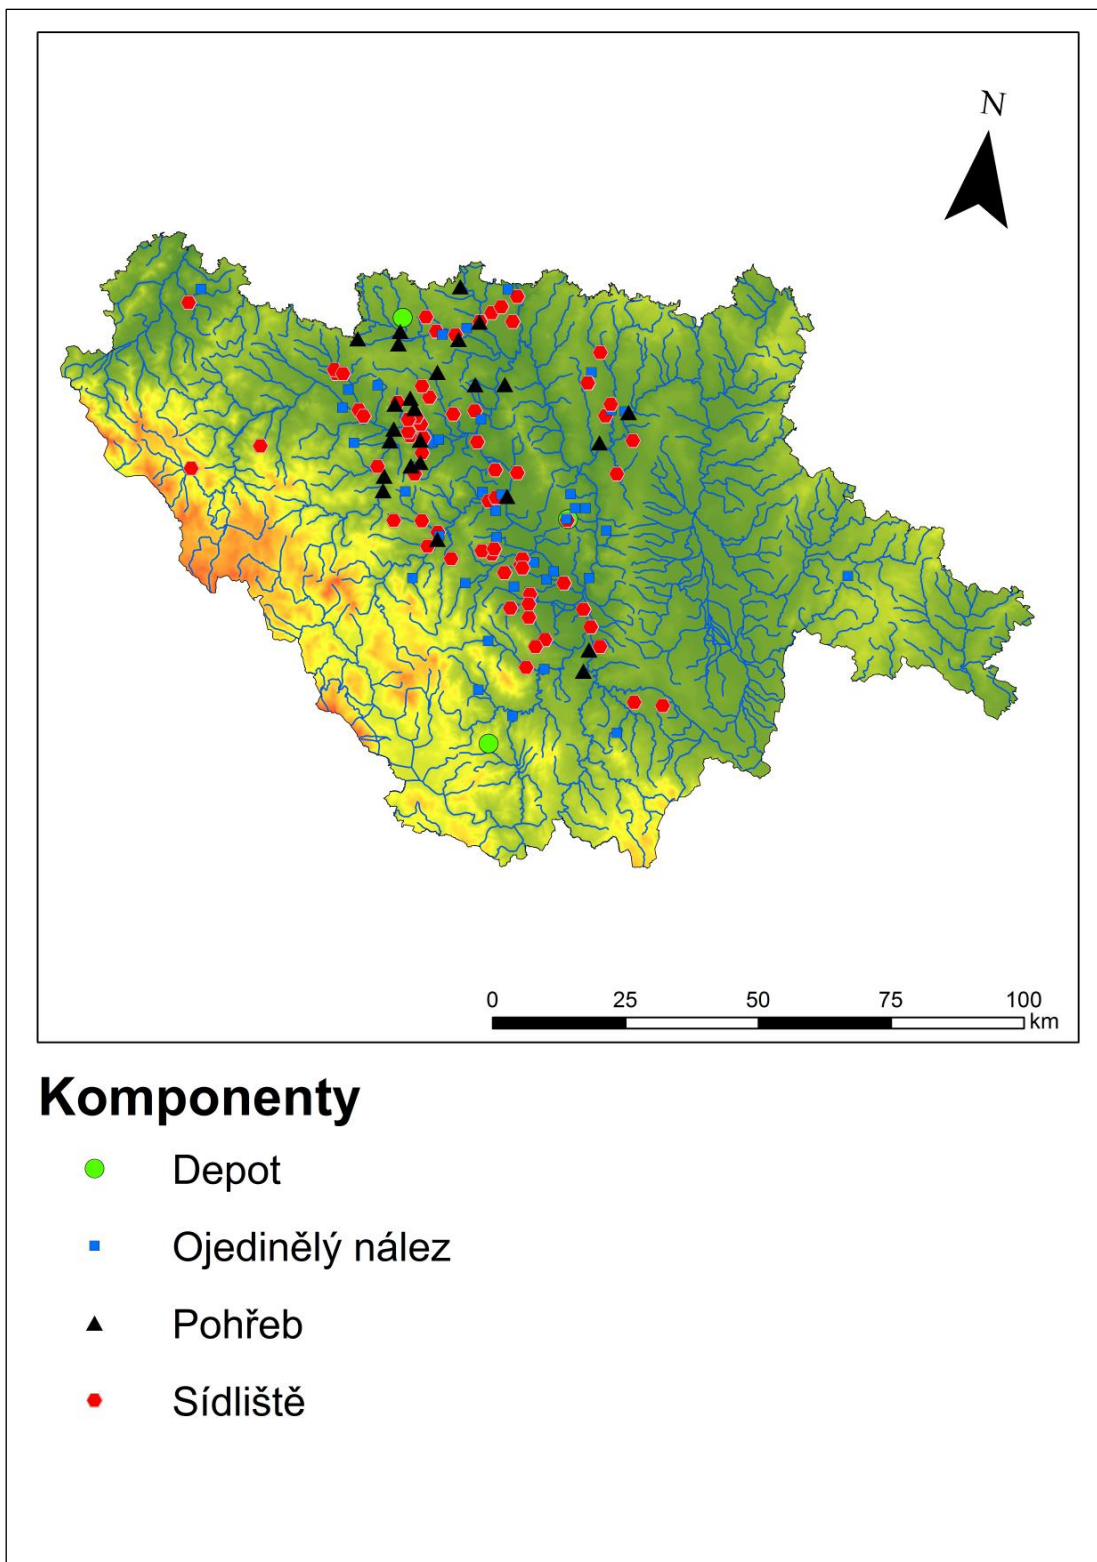 N
0 25 50 75 100
km
Komponenty
Depot
Ojedinělý nález
Pohřeb
Sídliště